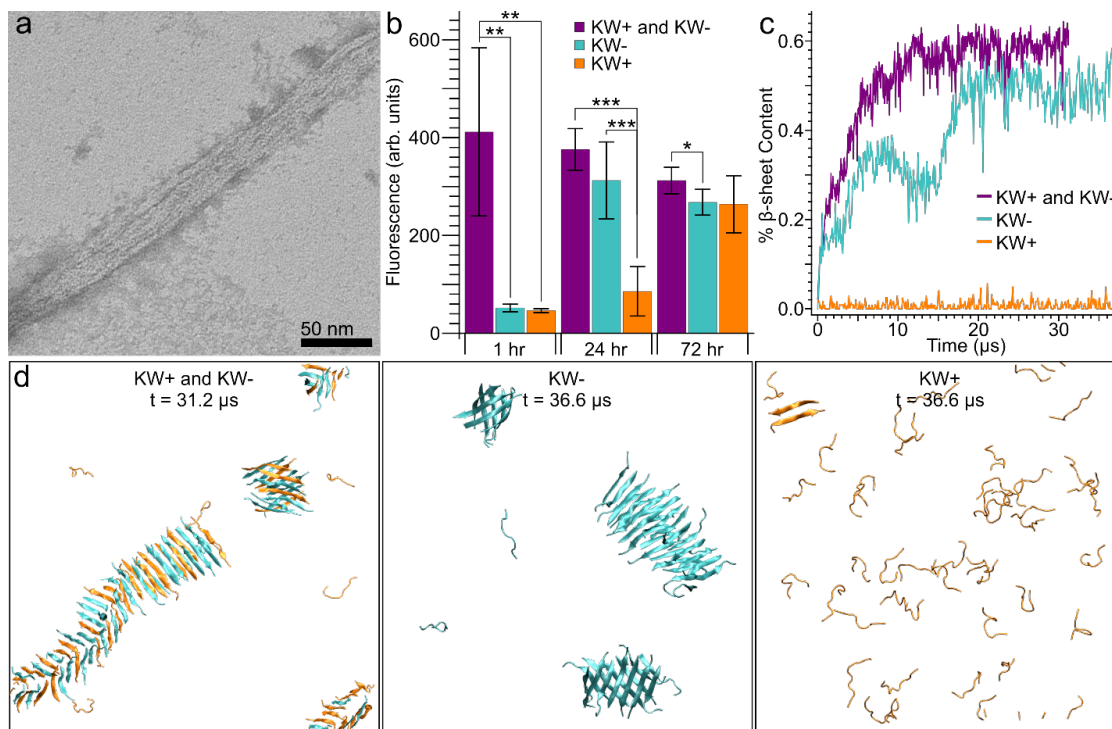 a
50 nm
b
Fluorescence (arb. units)
600
400
200
0
**
**
***
***
*
KW+ and KW-
KW-
KW+
1 hr
24 hr
72 hr
c
% β-sheet Content
0.6
0.4
0.2
0.0
KW+ and KW-
KW-
KW+
0
10
20
30
Time (µs)
d
KW+ and KW-
t = 31.2 µs
KW-
t = 36.6 µs
KW+
t = 36.6 µs